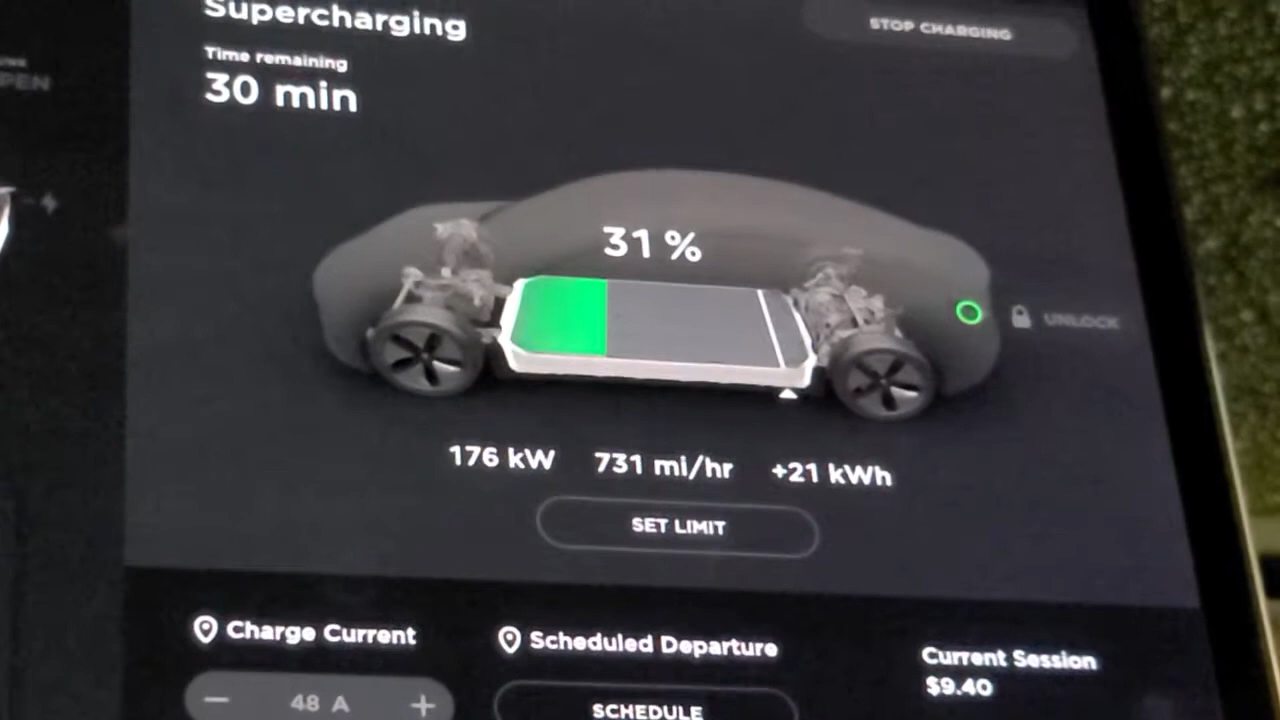 Supercharging
STOP CHARGING
Time remaining
30 min
PEN
31%
UNLOCK
176 kW 731 mi/hr +21 kWh
SET LIMIT
Charge Current
Scheduled Departure
Current Session
$9.40
− 48 A +
SCHEDULE